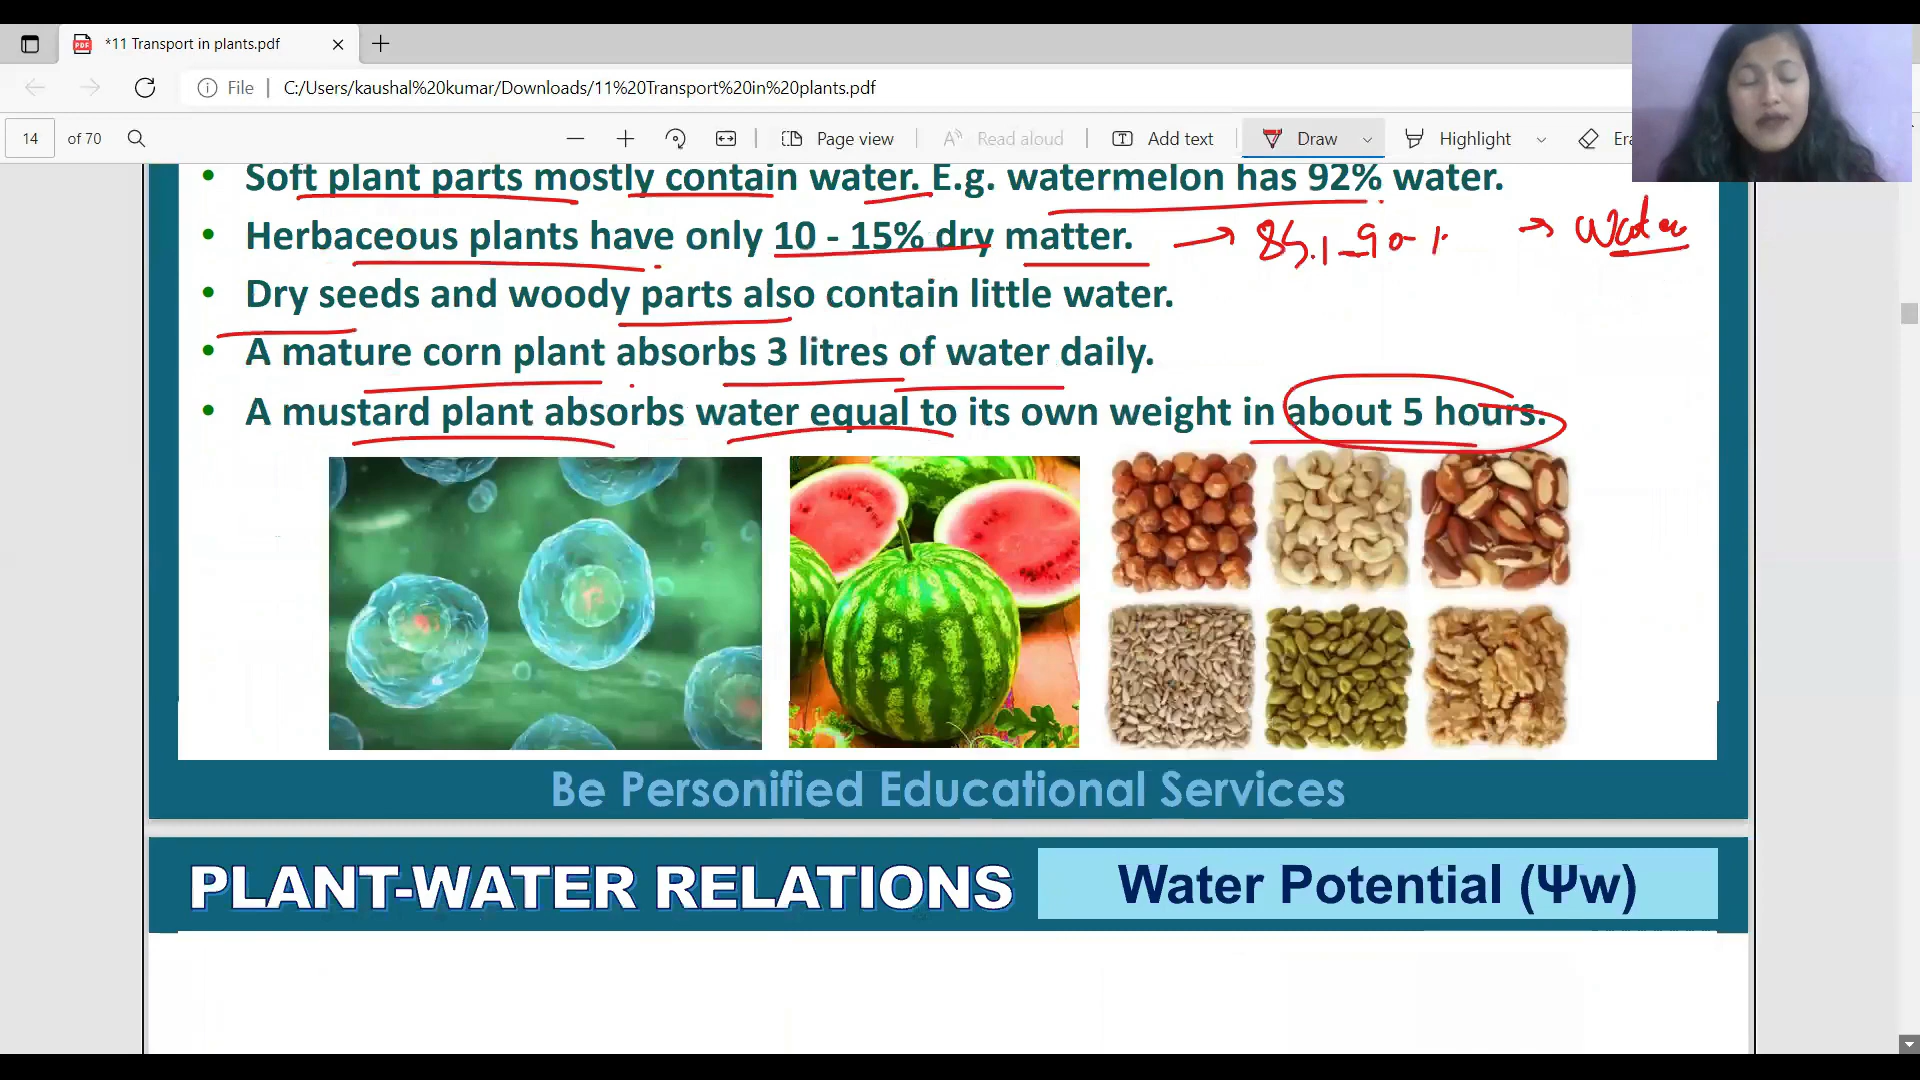 *11 Transport in plants.pdf
File C:/Users/kaushal%20kumar/Downloads/11%20Transport%20in%20plants.pdf
14 of 70 Page view Read aloud Add text Draw Highlight Era
• Soft plant parts mostly contain water. E.g. watermelon has 92% water.
• Herbaceous plants have only 10 - 15% dry matter. → → water
• Dry seeds and woody parts also contain little water.
• A mature corn plant absorbs 3 litres of water daily.
• A mustard plant absorbs water equal to its own weight in about 5 hours.
Be Personified Educational Services
PLANT-WATER RELATIONS Water Potential (Ψw)